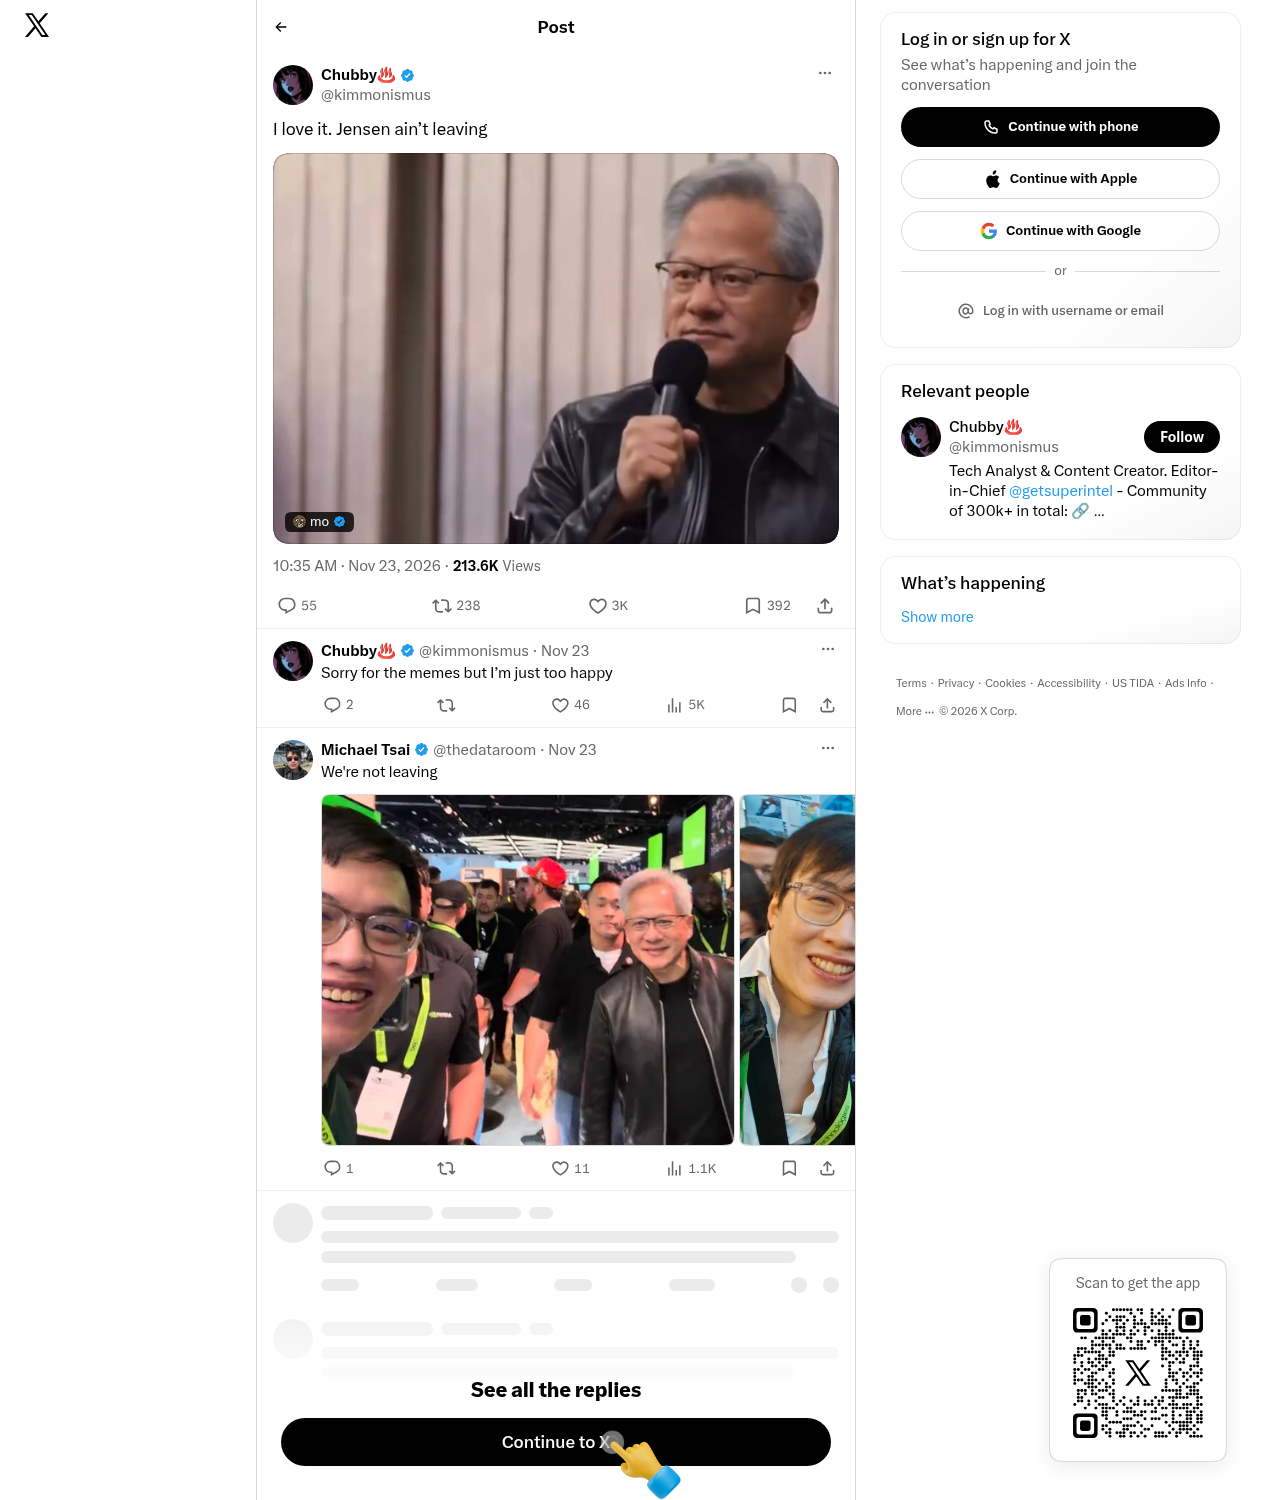 Post
Chubby♨️
@kimmonismus
I love it. Jensen ain’t leaving
mo
10:35 AM · Nov 23, 2026 · 213.6K Views
55 238 3K 392
Chubby♨️ @kimmonismus · Nov 23
Sorry for the memes but I’m just too happy
2 46 5K
Michael Tsai @thedataroom · Nov 23
We're not leaving
NVIDIA
1 11 1.1K
See all the replies
Continue to X
Log in or sign up for X
See what’s happening and join the
conversation
Continue with phone
Continue with Apple
Continue with Google
or
Log in with username or email
Relevant people
Chubby♨️
@kimmonismus
Follow
Tech Analyst & Content Creator. Editor-
in-Chief @getsuperintel - Community
of 300k+ in total: 🔗 ...
What’s happening
Show more
Terms · Privacy · Cookies · Accessibility · US TIDA · Ads Info ·
More ··· © 2026 X Corp.
Scan to get the app